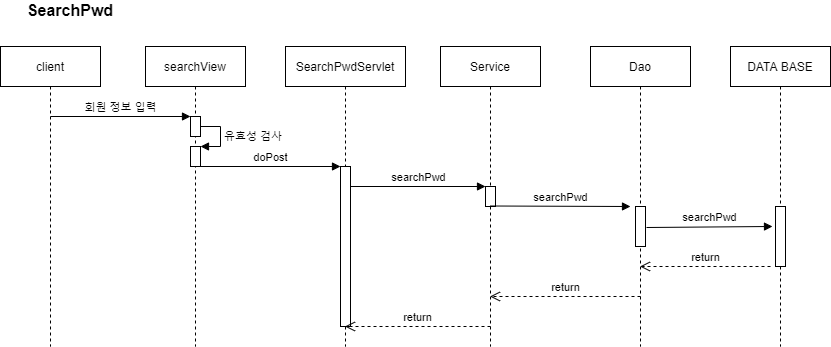 SearchPwd
client
searchView
SearchPwdServlet
Service
Dao
DATA BASE
회원 정보 입력
유효성 검사
doPost
searchPwd
searchPwd
searchPwd
return
return
return